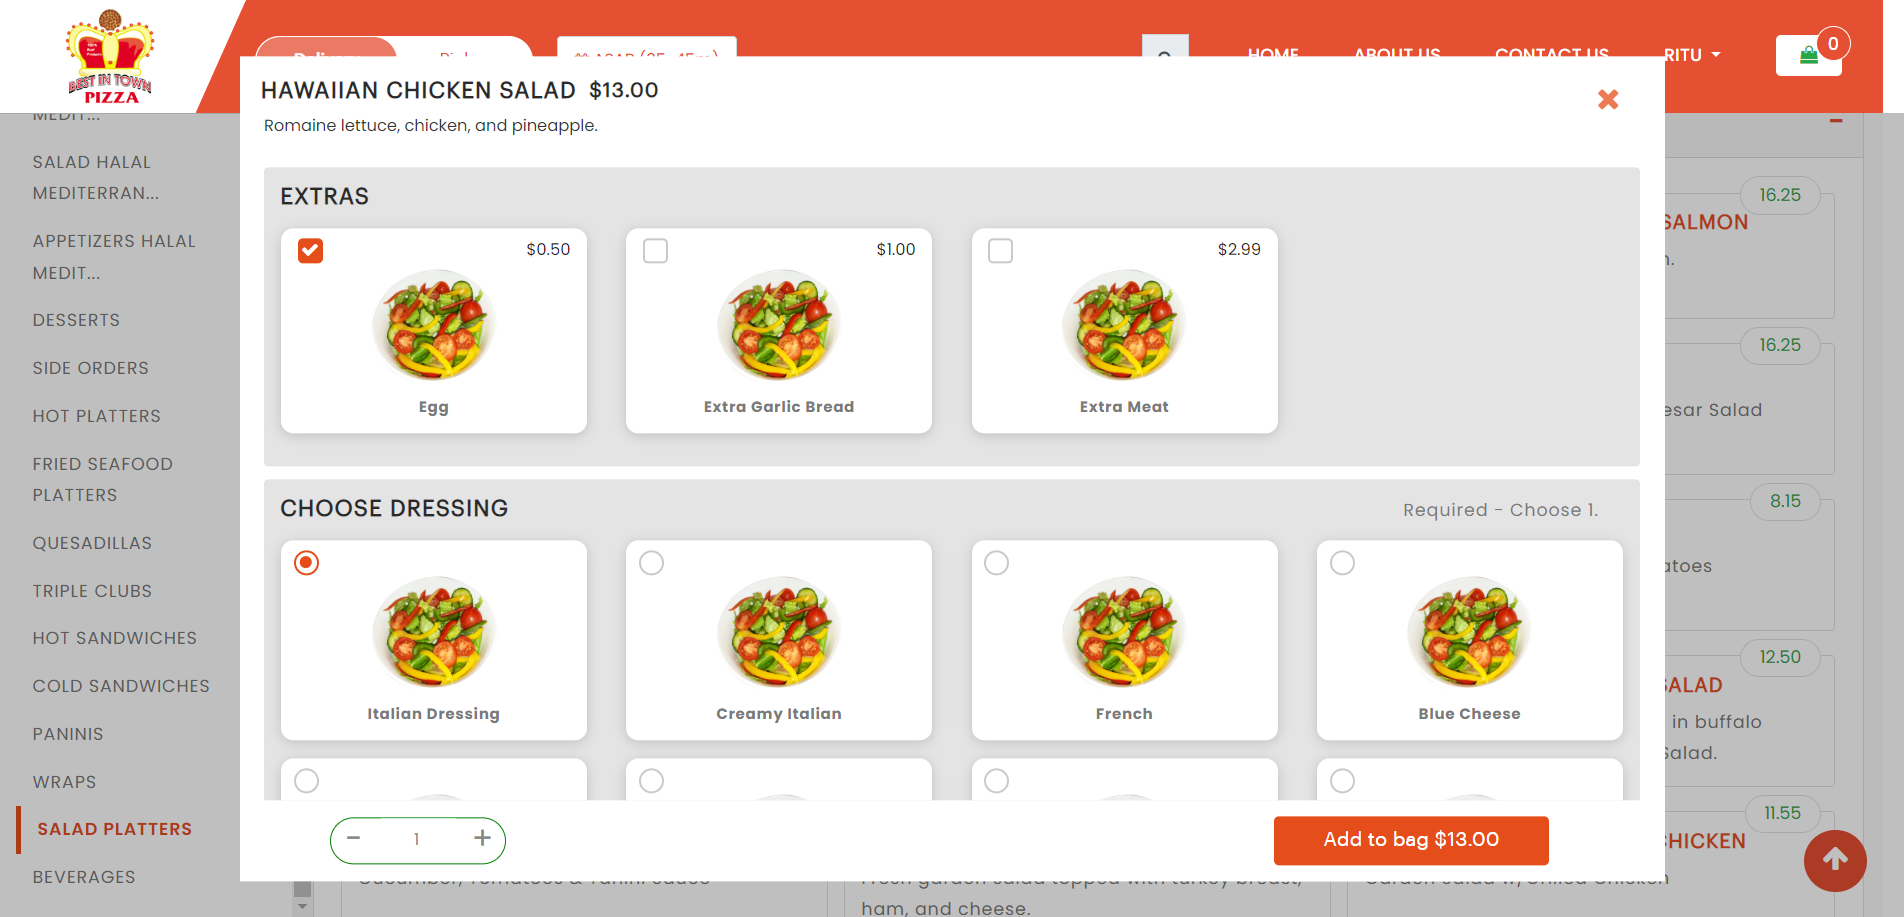 BEST IN TOWN
PIZZA
HOME
ABOUT US
CONTACT US
RITU
0
HAWAIIAN CHICKEN SALAD $13.00
Romaine lettuce, chicken, and pineapple.
SALAD HALAL
MEDITERRAN...
APPETIZERS HALAL
MEDIT...
DESSERTS
SIDE ORDERS
HOT PLATTERS
FRIED SEAFOOD
PLATTERS
QUESADILLAS
TRIPLE CLUBS
HOT SANDWICHES
COLD SANDWICHES
PANINIS
WRAPS
SALAD PLATTERS
BEVERAGES
EXTRAS
$0.50
Egg
$1.00
Extra Garlic Bread
$2.99
Extra Meat
CHOOSE DRESSING
Required - Choose 1.
Italian Dressing
Creamy Italian
French
Blue Cheese
1
Add to bag $13.00
16.25
SALMON
16.25
esar Salad
8.15
atoes
12.50
SALAD
in buffalo
Salad.
11.55
CHICKEN
ham, and cheese.